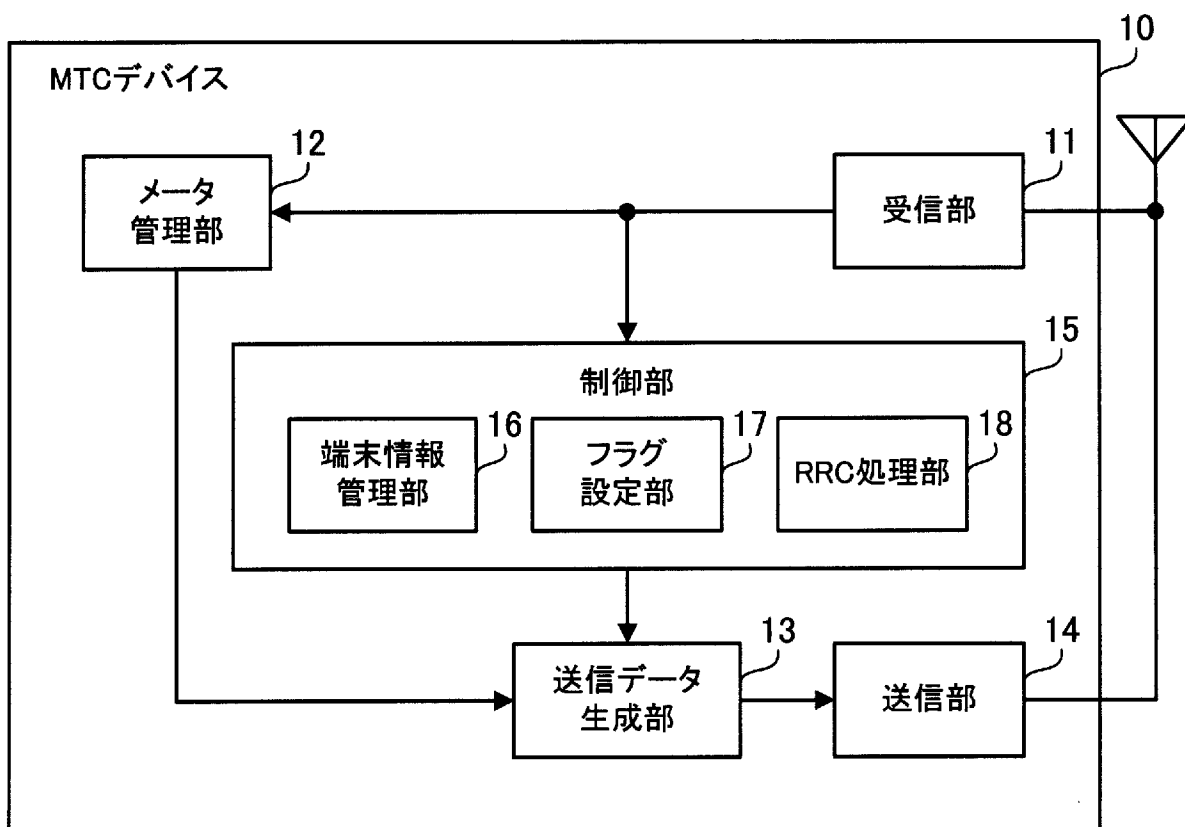 10
MTCデバイス
12
メータ
管理部
11
受信部
15
制御部
16
端末情報
管理部
17
フラグ
設定部
18
RRC処理部
13
送信データ
生成部
14
送信部